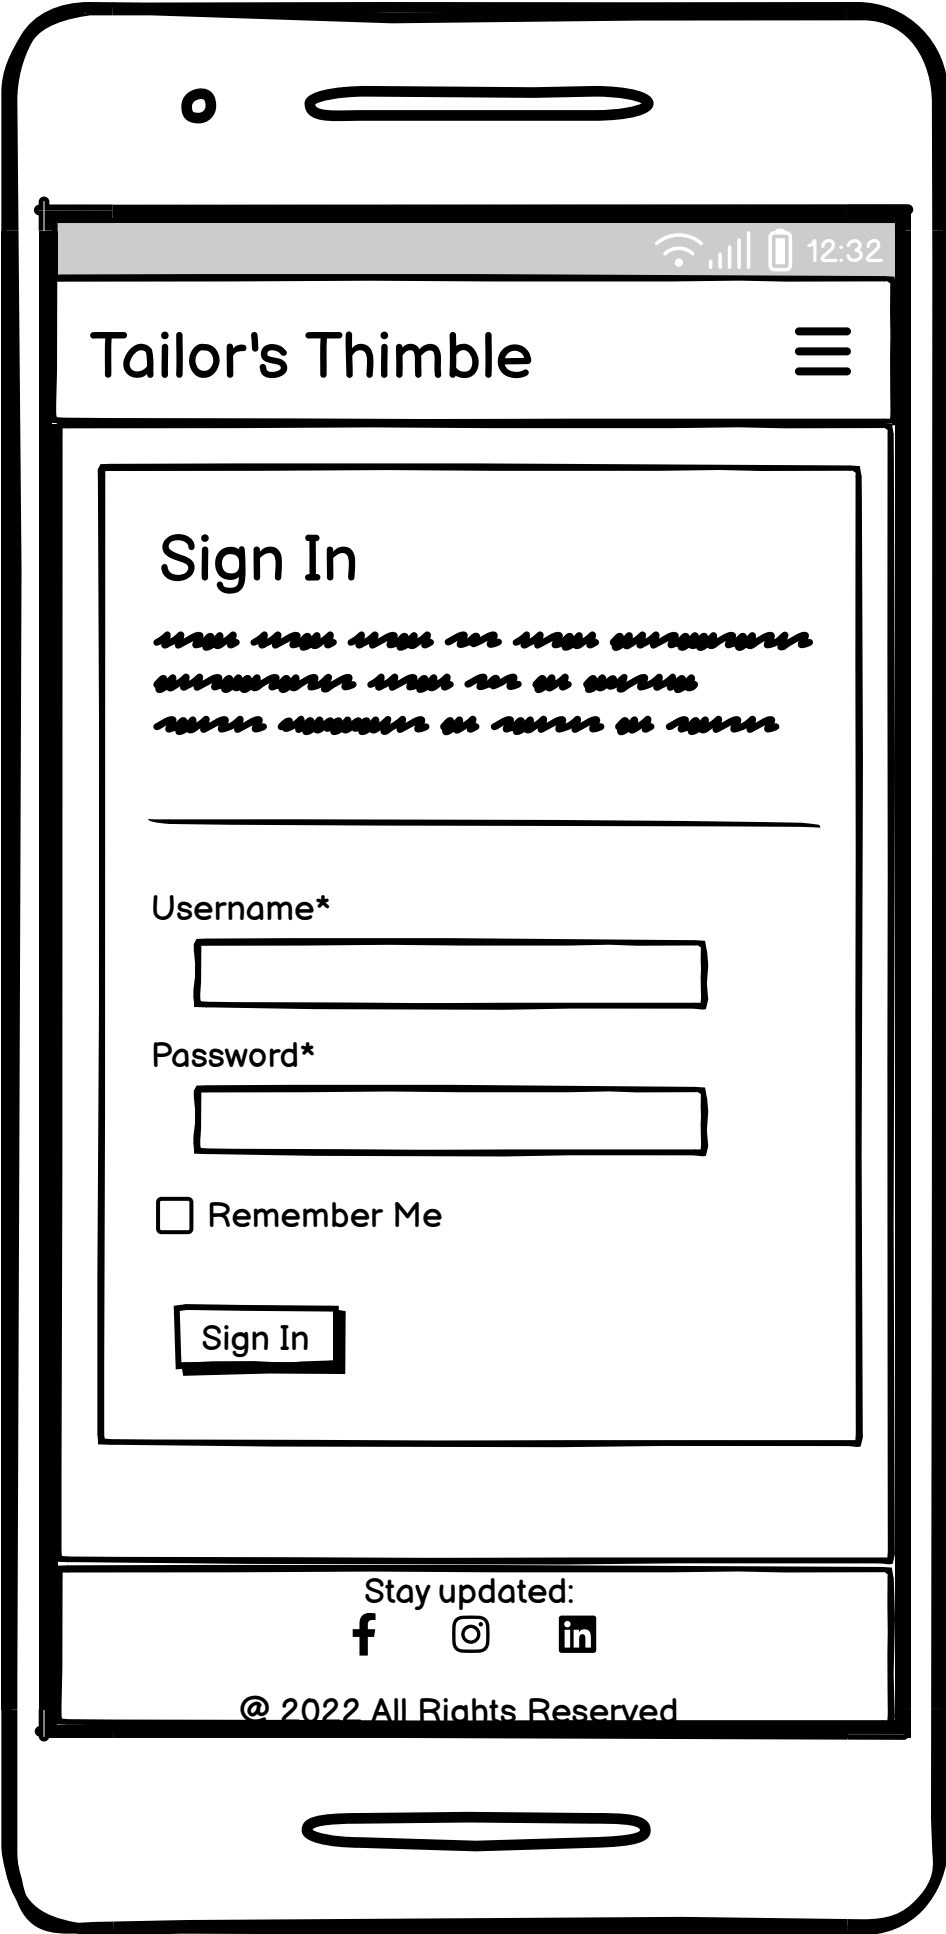 12:32
Tailor's Thimble
Sign In
Username*
Password*
Remember Me
Sign In
Stay updated:
@ 2022 All Rights Reserved